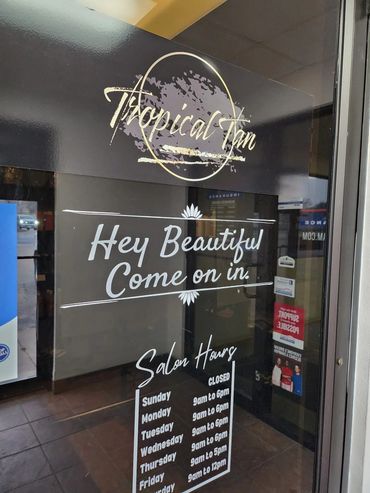 Tropical Tan
Hey Beautiful
Come on in.
Salon Hours
Sunday CLOSED
Monday 9am to 6pm
Tuesday 9am to 6pm
Wednesday 9am to 6pm
Thursday 9am to 6pm
Friday 9am to 5pm
9am to 12pm
SUPPORT
POSSIBLE